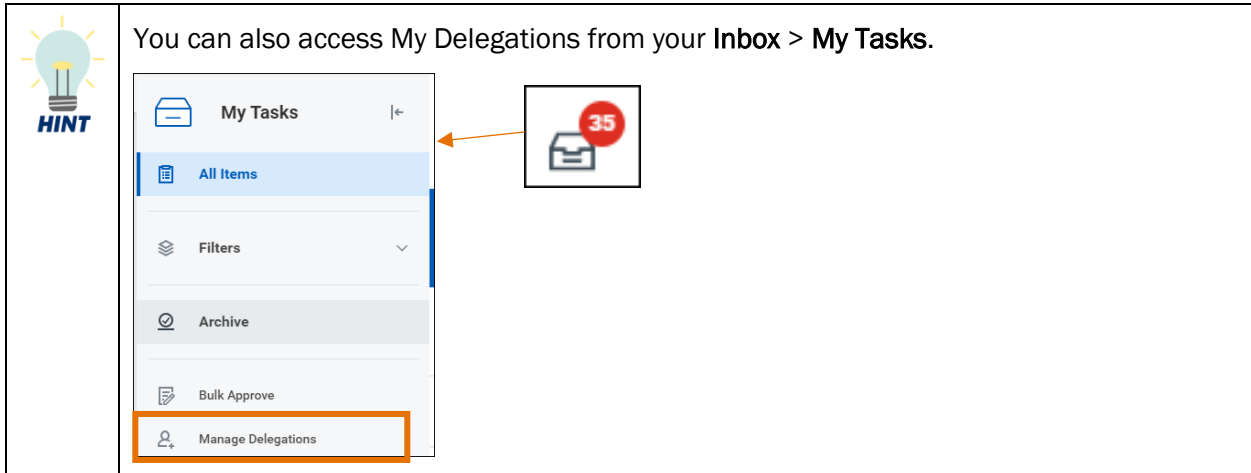 HINT
You can also access My Delegations from your Inbox > My Tasks.
My Tasks
35
All Items
Filters
Archive
Bulk Approve
Manage Delegations